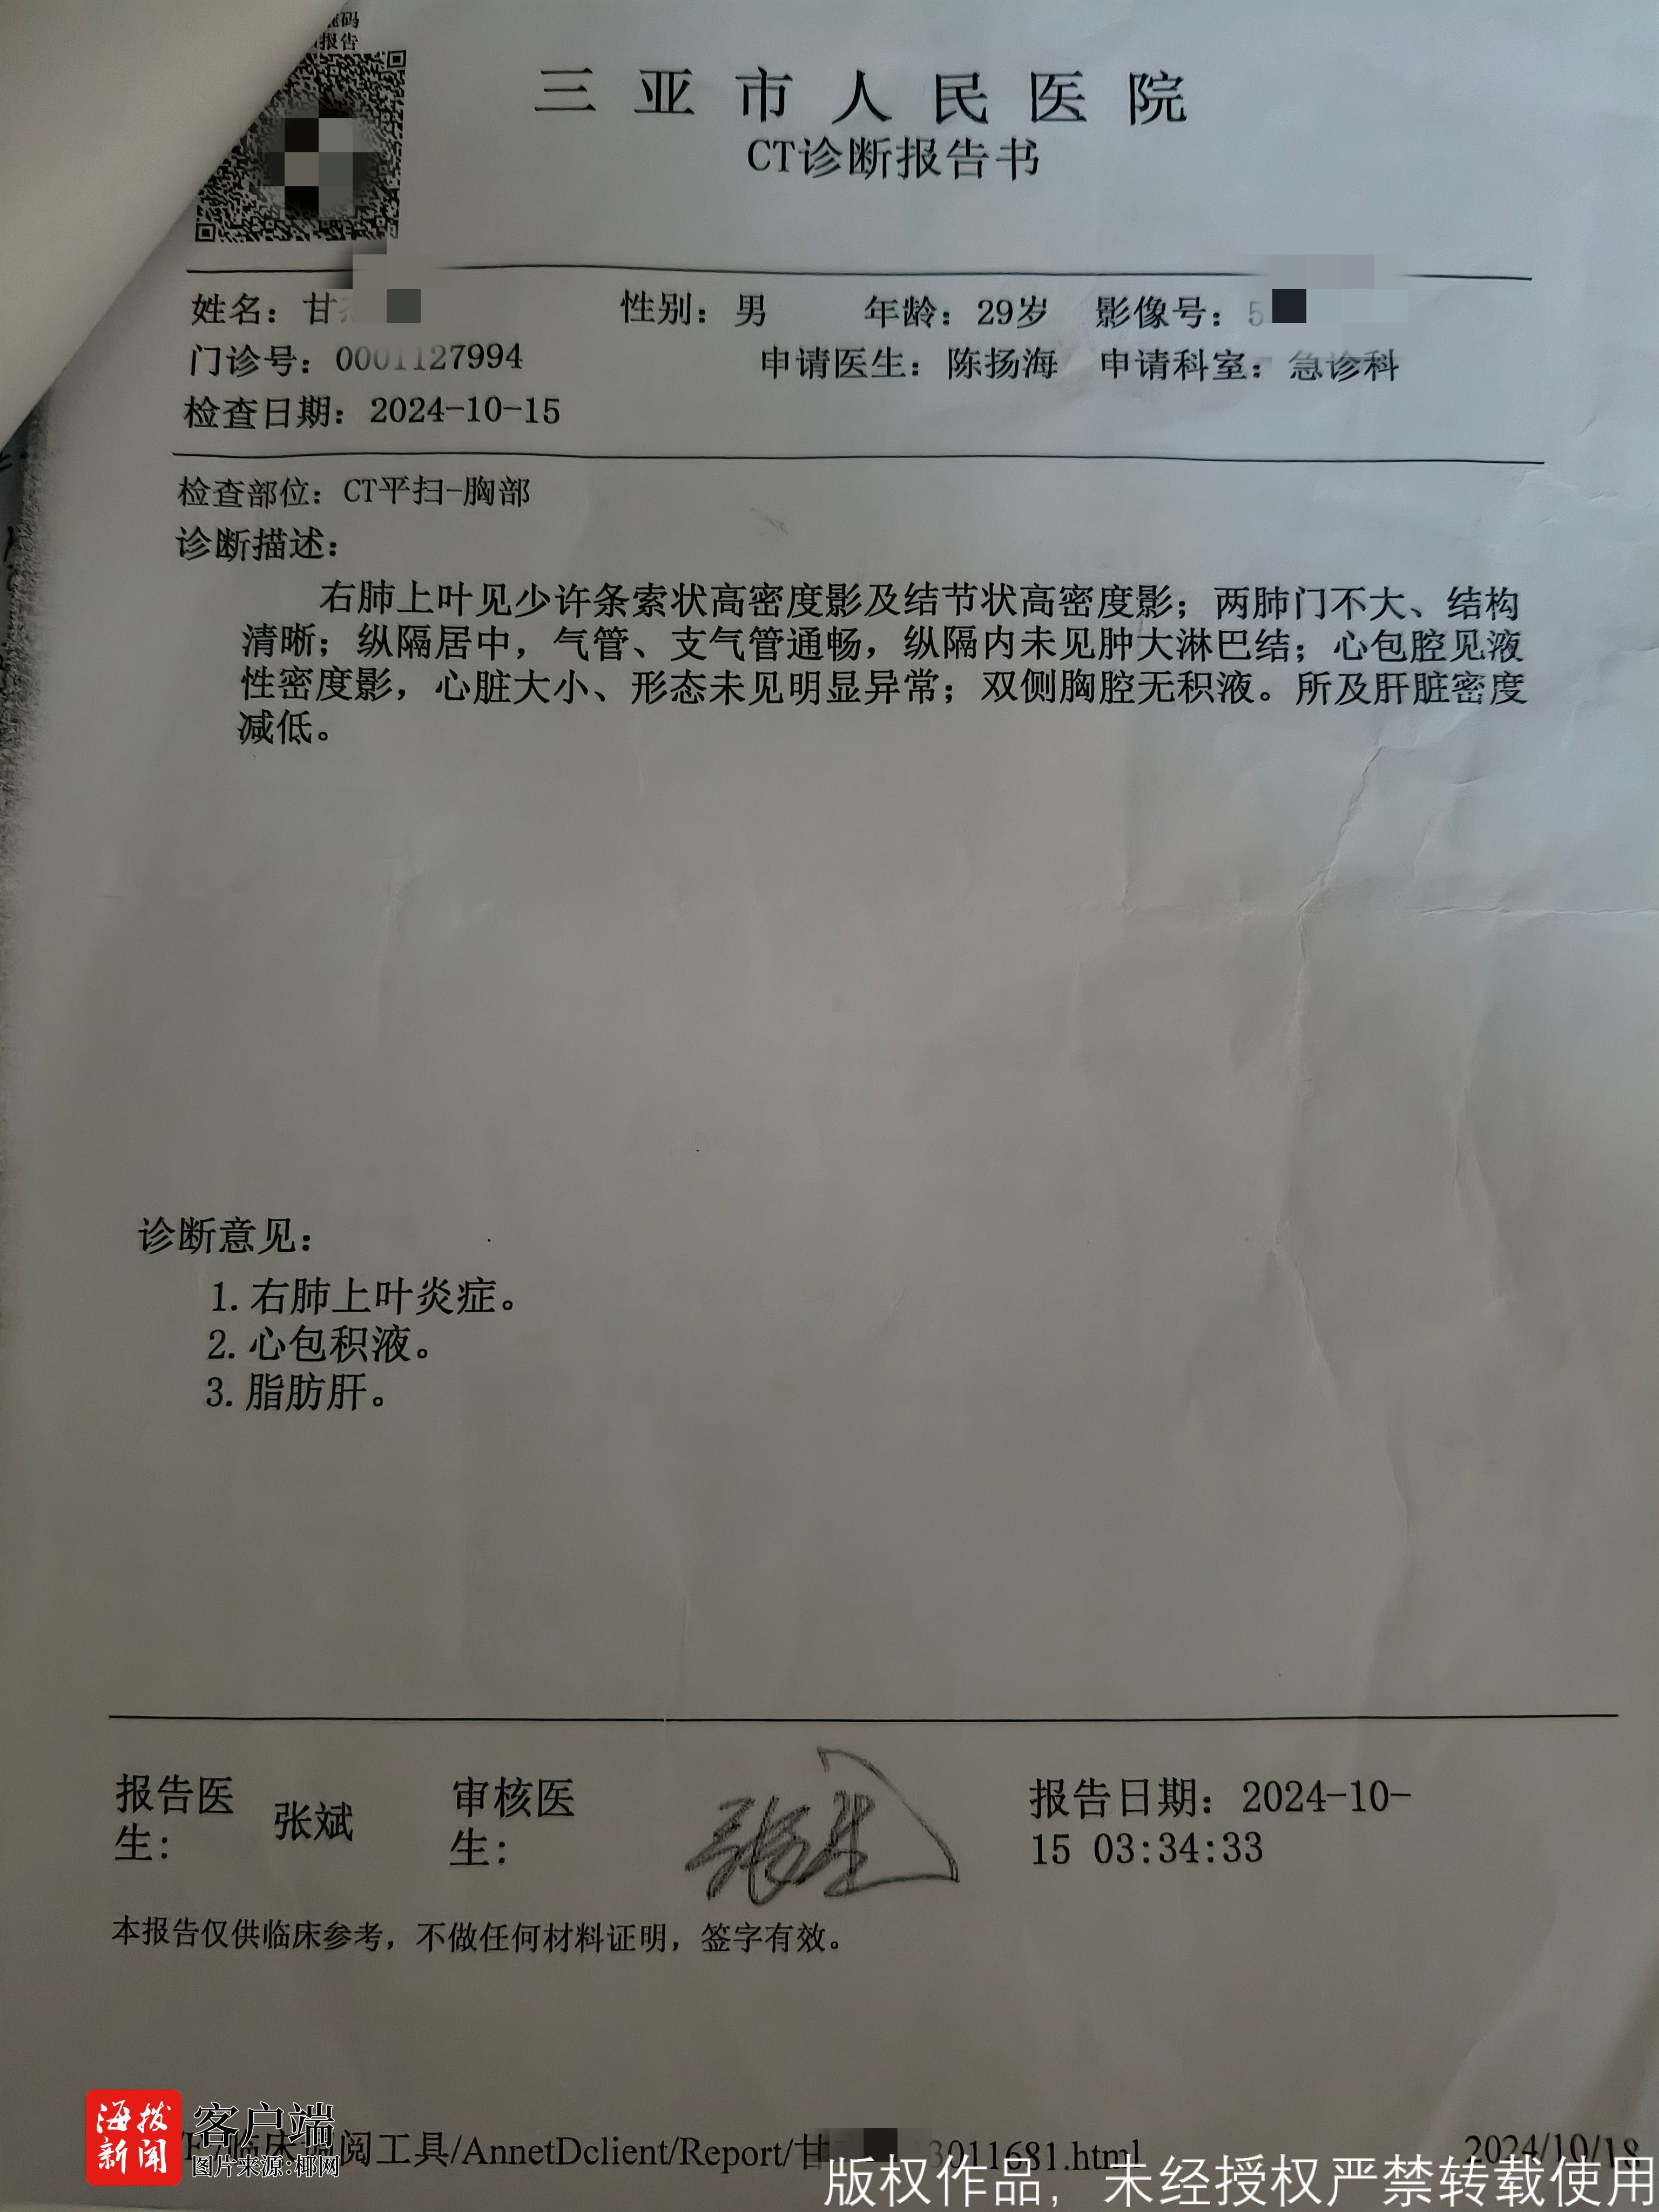 报告
三亚市人民医院
CT诊断报告书
姓名：甘 性别：男 年龄：29岁 影像号：5
门诊号：0001127994 申请医生：陈扬海 申请科室：急诊科
检查日期：2024-10-15
检查部位：CT平扫-胸部
诊断描述：
右肺上叶见少许条索状高密度影及结节状高密度影；两肺门不大、结构
清晰；纵隔居中，气管、支气管通畅，纵隔内未见肿大淋巴结；心包腔见液
性密度影，心脏大小、形态未见明显异常；双侧胸腔无积液。所及肝脏密度
减低。
诊断意见：
1.右肺上叶炎症。
2.心包积液。
3.脂肪肝。
报告医 张斌 审核医 报告日期：2024-10-
生： 生： 15 03:34:33
本报告仅供临床参考，不做任何材料证明，签字有效。
海拔新闻 客户端
图片来源:椰网
阅工具/AnnetDclient/Report/甘 3011681.html 2024/10/18
版权作品，未经授权严禁转载使用